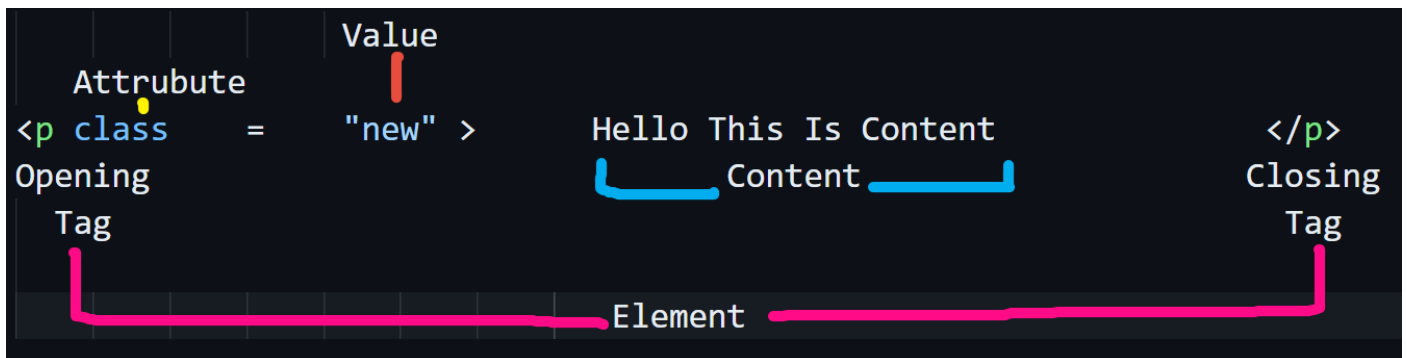 Value
Attrubute
<p class = "new" > Hello This Is Content </p>
Opening Content Closing
Tag Tag
Element